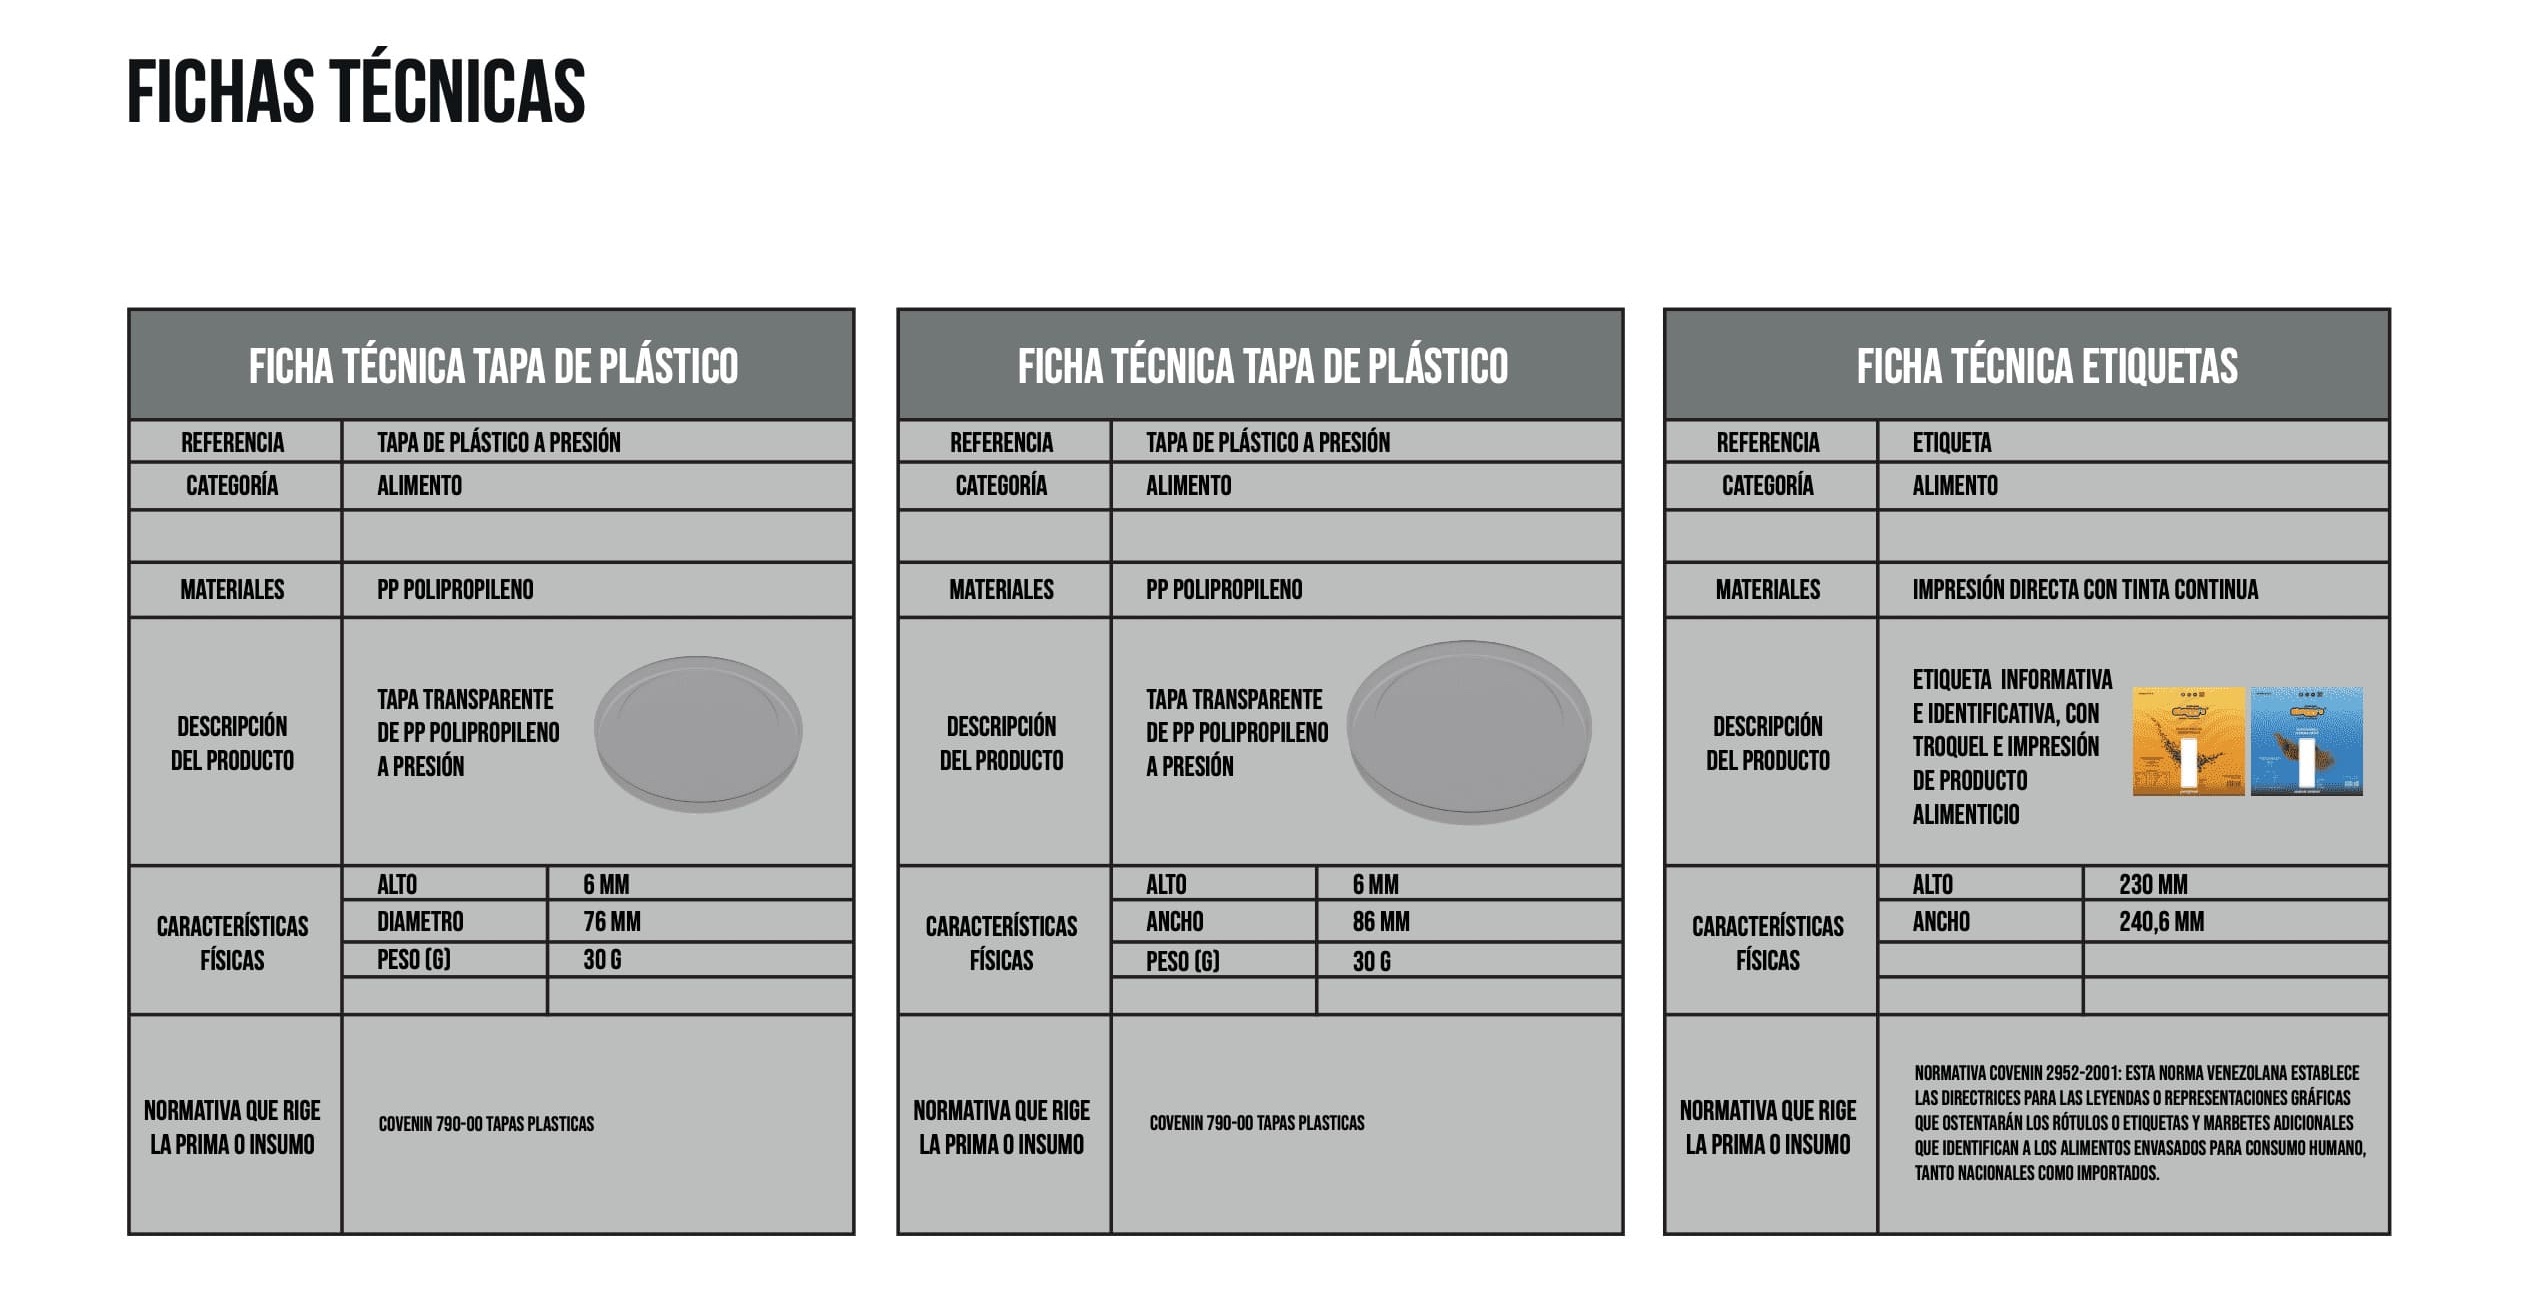 FICHAS TÉCNICAS
FICHA TÉCNICA TAPA DE PLÁSTICO
REFERENCIA TAPA DE PLÁSTICO A PRESIÓN
CATEGORÍA ALIMENTO
MATERIALES PP POLIPROPILENO
DESCRIPCIÓN
DEL PRODUCTO
TAPA TRANSPARENTE
DE PP POLIPROPILENO
A PRESIÓN
CARACTERÍSTICAS
FÍSICAS
ALTO 6 MM
DIAMETRO 76 MM
PESO (G) 30 G
NORMATIVA QUE RIGE
LA PRIMA O INSUMO
COVENIN 790-00 TAPAS PLASTICAS
FICHA TÉCNICA TAPA DE PLÁSTICO
REFERENCIA TAPA DE PLÁSTICO A PRESIÓN
CATEGORÍA ALIMENTO
MATERIALES PP POLIPROPILENO
DESCRIPCIÓN
DEL PRODUCTO
TAPA TRANSPARENTE
DE PP POLIPROPILENO
A PRESIÓN
CARACTERÍSTICAS
FÍSICAS
ALTO 6 MM
ANCHO 86 MM
PESO (G) 30 G
NORMATIVA QUE RIGE
LA PRIMA O INSUMO
COVENIN 790-00 TAPAS PLASTICAS
FICHA TÉCNICA ETIQUETAS
REFERENCIA ETIQUETA
CATEGORÍA ALIMENTO
MATERIALES IMPRESIÓN DIRECTA CON TINTA CONTINUA
DESCRIPCIÓN
DEL PRODUCTO
ETIQUETA INFORMATIVA
E IDENTIFICATIVA, CON
TROQUEL E IMPRESIÓN
DE PRODUCTO
ALIMENTICIO
CARACTERÍSTICAS
FÍSICAS
ALTO 230 MM
ANCHO 240,6 MM
NORMATIVA QUE RIGE
LA PRIMA O INSUMO
NORMATIVA COVENIN 2952-2001: ESTA NORMA VENEZOLANA ESTABLECE
LAS DIRECTRICES PARA LAS LEYENDAS O REPRESENTACIONES GRÁFICAS
QUE OSTENTARÁN LOS RÓTULOS O ETIQUETAS Y MARBETES ADICIONALES
QUE IDENTIFICAN A LOS ALIMENTOS ENVASADOS PARA CONSUMO HUMANO,
TANTO NACIONALES COMO IMPORTADOS.